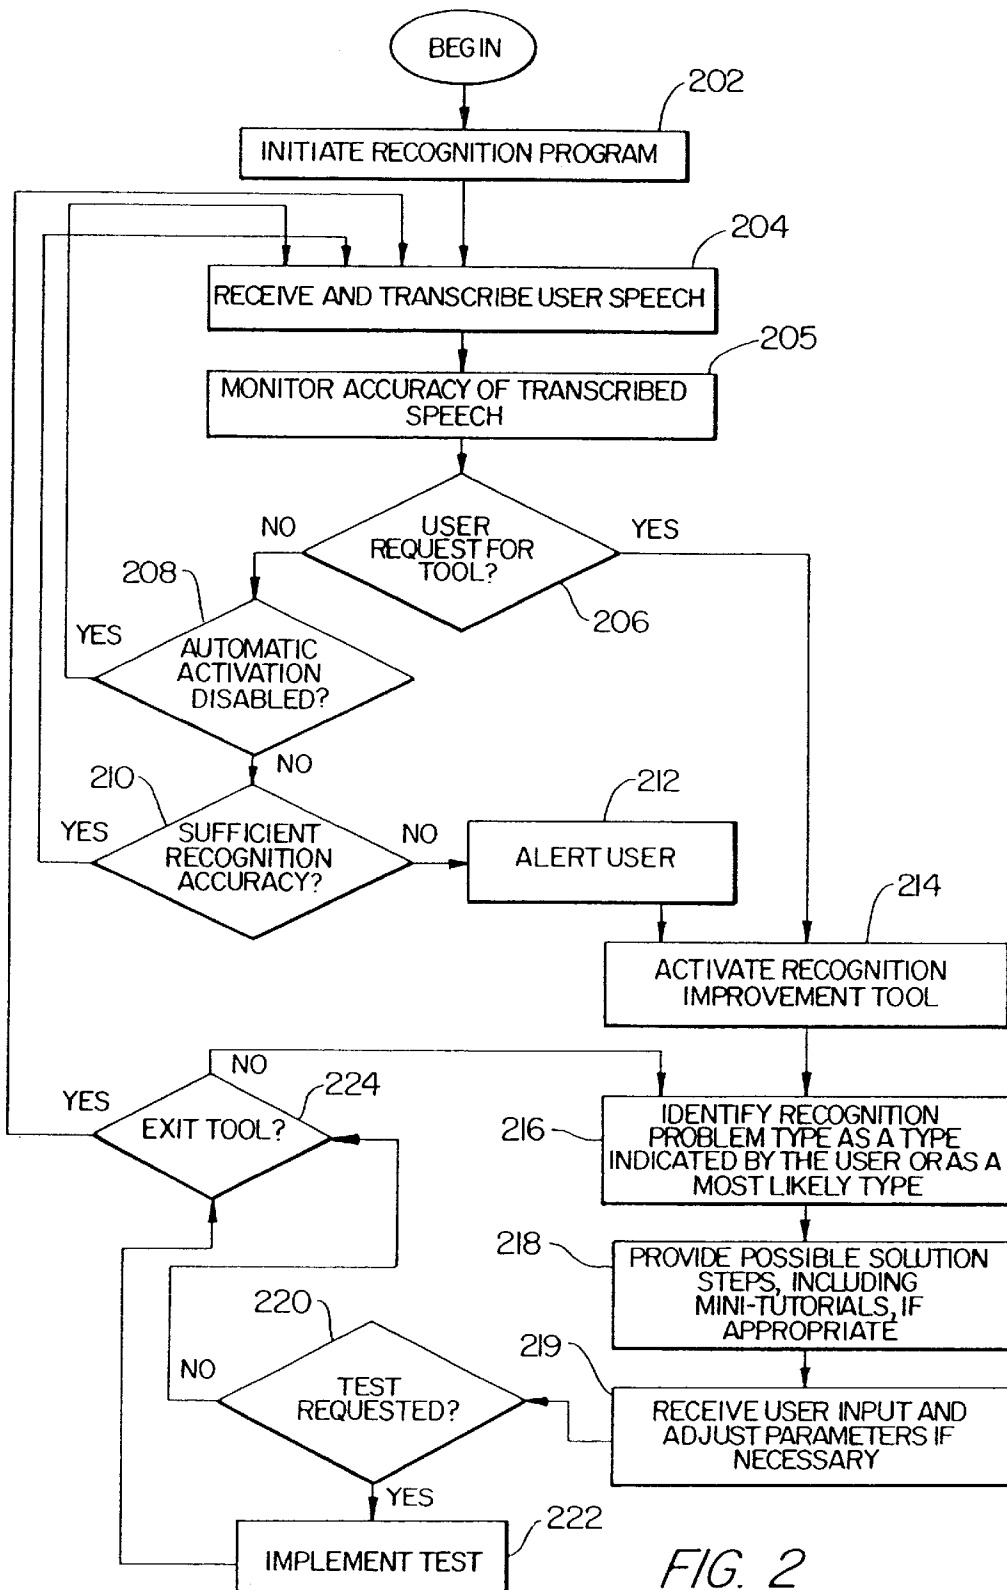 BEGIN
202
INITIATE RECOGNITION PROGRAM
204
RECEIVE AND TRANSCRIBE USER SPEECH
205
MONITOR ACCURACY OF TRANSCRIBED
SPEECH
NO
USER
REQUEST FOR
TOOL?
YES
206
208
YES
AUTOMATIC
ACTIVATION
DISABLED?
NO
210
YES
SUFFICIENT
RECOGNITION
ACCURACY?
NO
212
ALERT USER
214
ACTIVATE RECOGNITION
IMPROVEMENT TOOL
NO
224
YES
EXIT TOOL?
216
IDENTIFY RECOGNITION
PROBLEM TYPE AS A TYPE
INDICATED BY THE USER OR AS A
MOST LIKELY TYPE
218
PROVIDE POSSIBLE SOLUTION
STEPS, INCLUDING
MINI-TUTORIALS, IF
APPROPRIATE
219
RECEIVE USER INPUT AND
ADJUST PARAMETERS IF
NECESSARY
220
NO
TEST
REQUESTED?
YES
222
IMPLEMENT TEST
FIG. 2